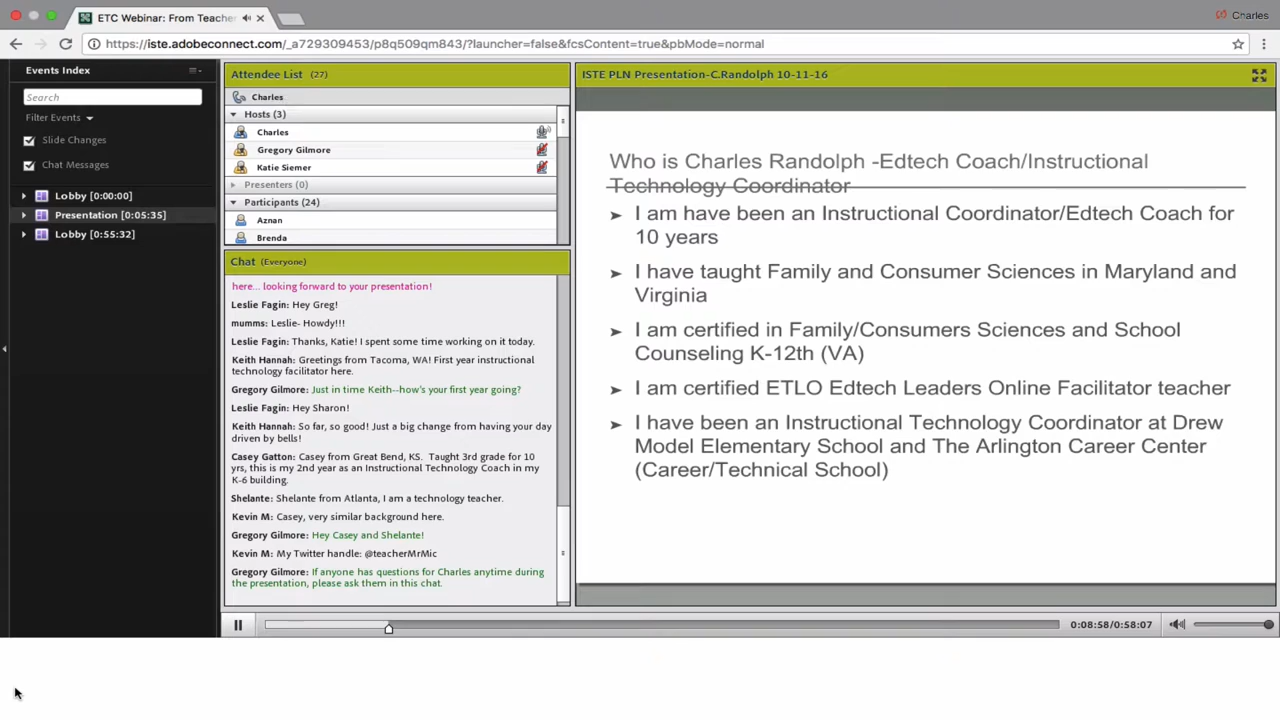 ETC Webinar: From Teacher
Charles
https://iste.adobeconnect.com/_a729309453/p8q509qm843/?launcher=false&fcsContent=true&pbMode=normal
Events Index
Search
Filter Events
Slide Changes
Chat Messages
Lobby [0:00:00]
Presentation [0:05:35]
Lobby [0:55:32]
Attendee List (27)
Charles
Hosts (3)
Charles
Gregory Gilmore
Katie Siemer
Presenters (0)
Participants (24)
Aznan
Brenda
Chat (Everyone)
here... looking forward to your presentation!
Leslie Fagin: Hey Greg!
mumms: Leslie- Howdy!!!
Leslie Fagin: Thanks, Katie! I spent some time working on it today.
Keith Hannah: Greetings from Tacoma, WA! First year instructional
technology facilitator here.
Gregory Gilmore: Just in time Keith--how's your first year going?
Leslie Fagin: Hey Sharon!
Keith Hannah: So far, so good! Just a big change from having your day
driven by bells!
Casey Gatton: Casey from Great Bend, KS. Taught 3rd grade for 10
yrs, this is my 2nd year as an Instructional Technology Coach in my
K-6 building.
Shelante: Shelante from Atlanta, I am a technology teacher.
Kevin M: Casey, very similar background here.
Gregory Gilmore: Hey Casey and Shelante!
Kevin M: My Twitter handle: @teacherMrMic
Gregory Gilmore: If anyone has questions for Charles anytime during
the presentation, please ask them in this chat.
ISTE PLN Presentation-C.Randolph 10-11-16
Who is Charles Randolph -Edtech Coach/Instructional
Technology Coordinator
➤ I am have been an Instructional Coordinator/Edtech Coach for
10 years
➤ I have taught Family and Consumer Sciences in Maryland and
Virginia
➤ I am certified in Family/Consumers Sciences and School
Counseling K-12th (VA)
➤ I am certified ETLO Edtech Leaders Online Facilitator teacher
➤ I have been an Instructional Technology Coordinator at Drew
Model Elementary School and The Arlington Career Center
(Career/Technical School)
0:08:58/0:58:07